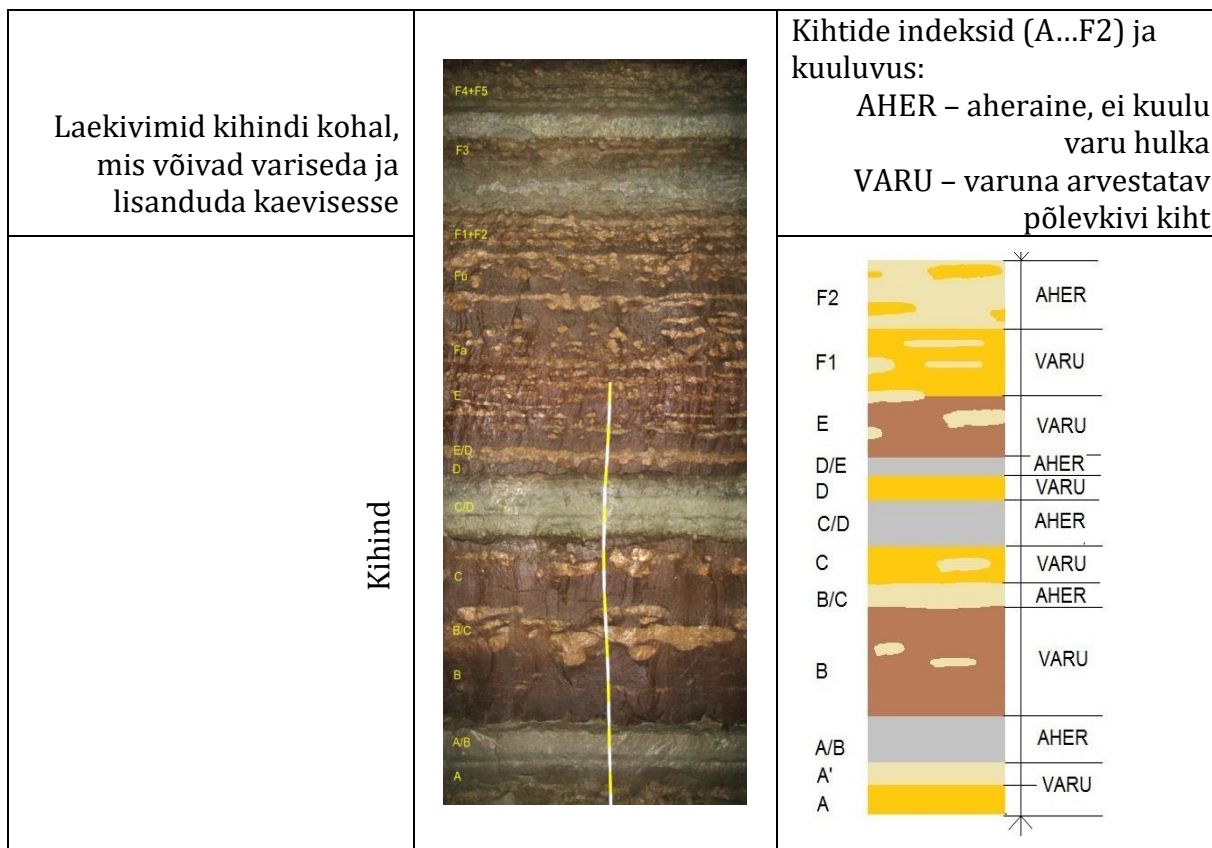 Laekivimid kihindi kohal,
mis võivad variseda ja
lisanduda kaevisesse
F4+F5
F3
F1+F2
Fü
Fa
E
E/D
D
C/D
C
B/C
B
A/B
A
Kihtide indeksid (A…F2) ja
kuuluvus:
AHER – aheraine, ei kuulu
varu hulka
VARU – varuna arvestatav
põlevkivi kiht
Kihind
F2 AHER
F1 VARU
E VARU
D/E AHER
D VARU
C/D AHER
C VARU
B/C AHER
B VARU
A/B AHER
A'
VARU
A